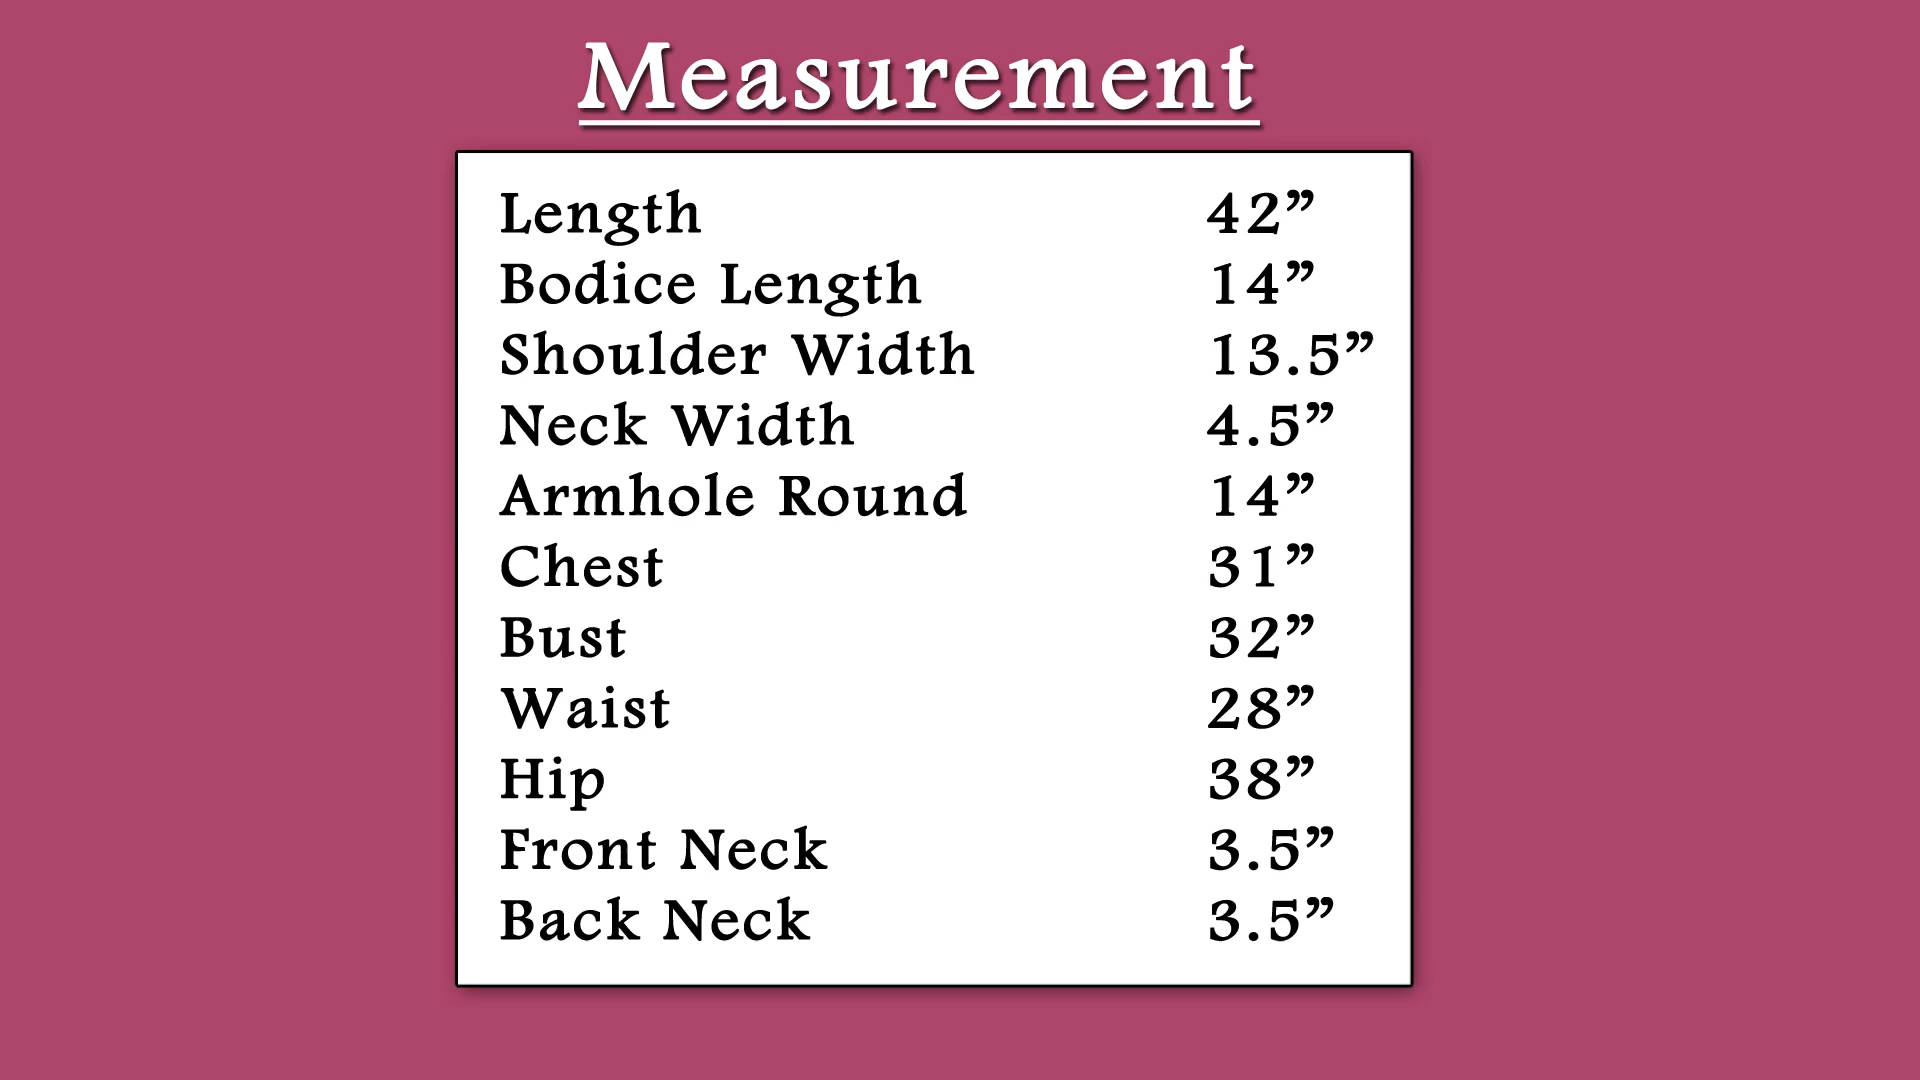 Measurement
Length 42”
Bodice Length 14”
Shoulder Width 13.5”
Neck Width 4.5”
Armhole Round 14”
Chest 31”
Bust 32”
Waist 28”
Hip 38”
Front Neck 3.5”
Back Neck 3.5”